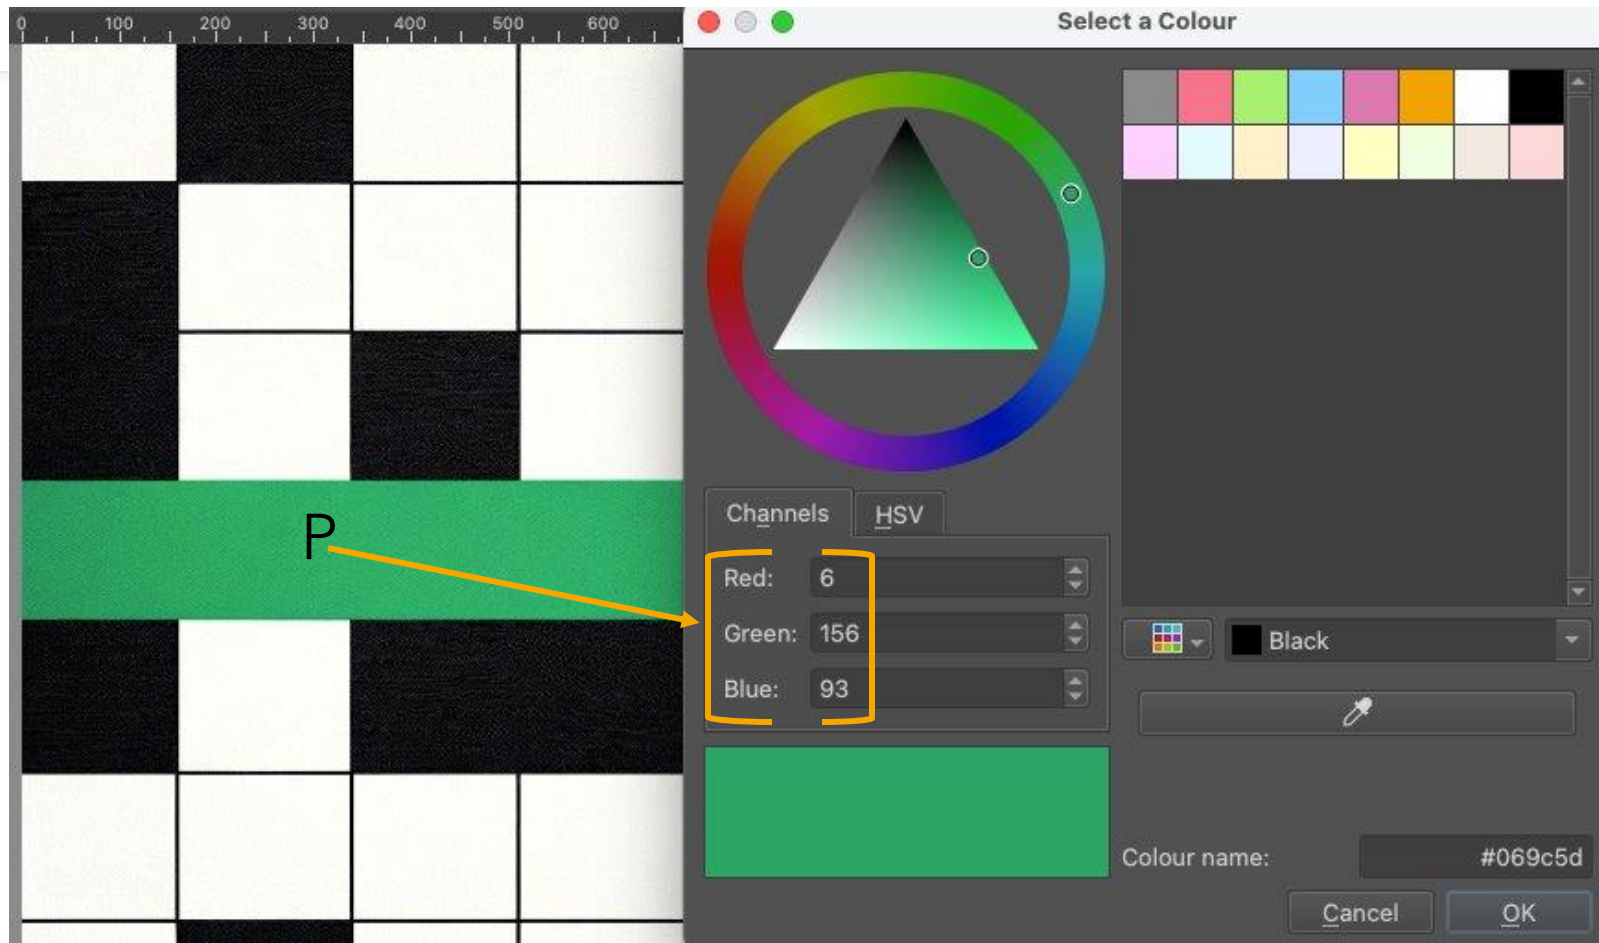 0 100 200 300 400 500 600
Select a Colour
P
Channels HSV
Red: 6
Green: 156
Blue: 93
Black
Colour name: #069c5d
Cancel OK